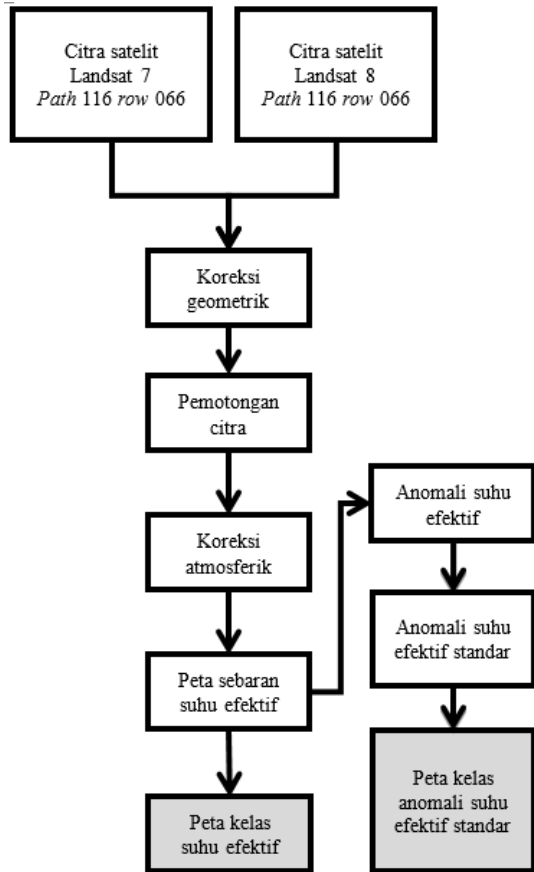 Citra satelit
Landsat 7
Path 116 row 066
Citra satelit
Landsat 8
Path 116 row 066
Koreksi
geometrik
Pemotongan
citra
Koreksi
atmosferik
Peta sebaran
suhu efektif
Peta kelas
suhu efektif
Anomali suhu
efektif
Anomali suhu
efektif standar
Peta kelas
anomali suhu
efektif standar